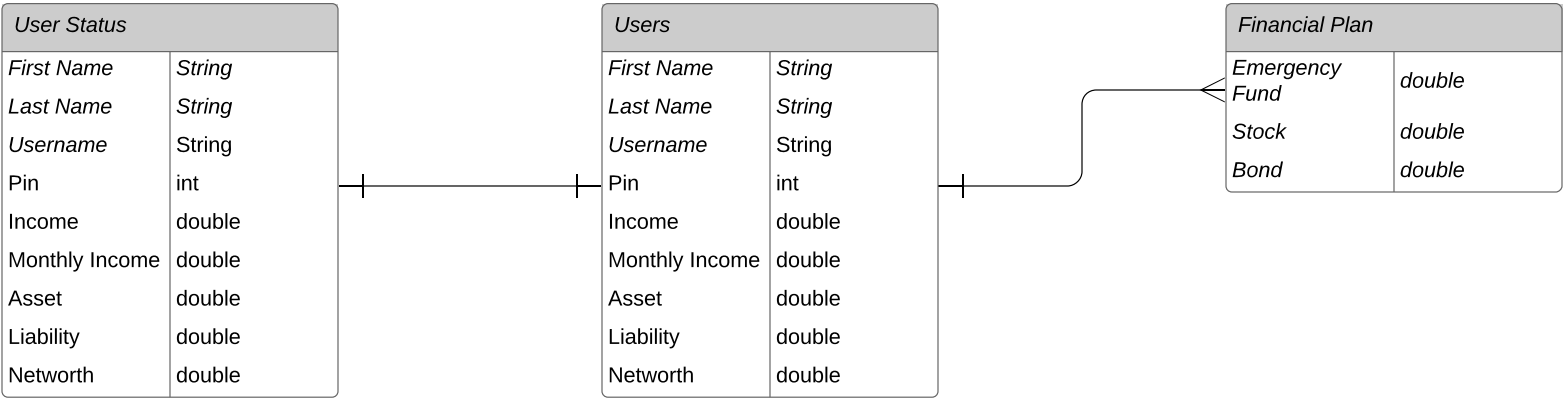 User Status
First Name String
Last Name String
Username String
Pin int
Income double
Monthly Income double
Asset double
Liability double
Networth double
Users
First Name String
Last Name String
Username String
Pin int
Income double
Monthly Income double
Asset double
Liability double
Networth double
Financial Plan
Emergency
Fund double
Stock double
Bond double